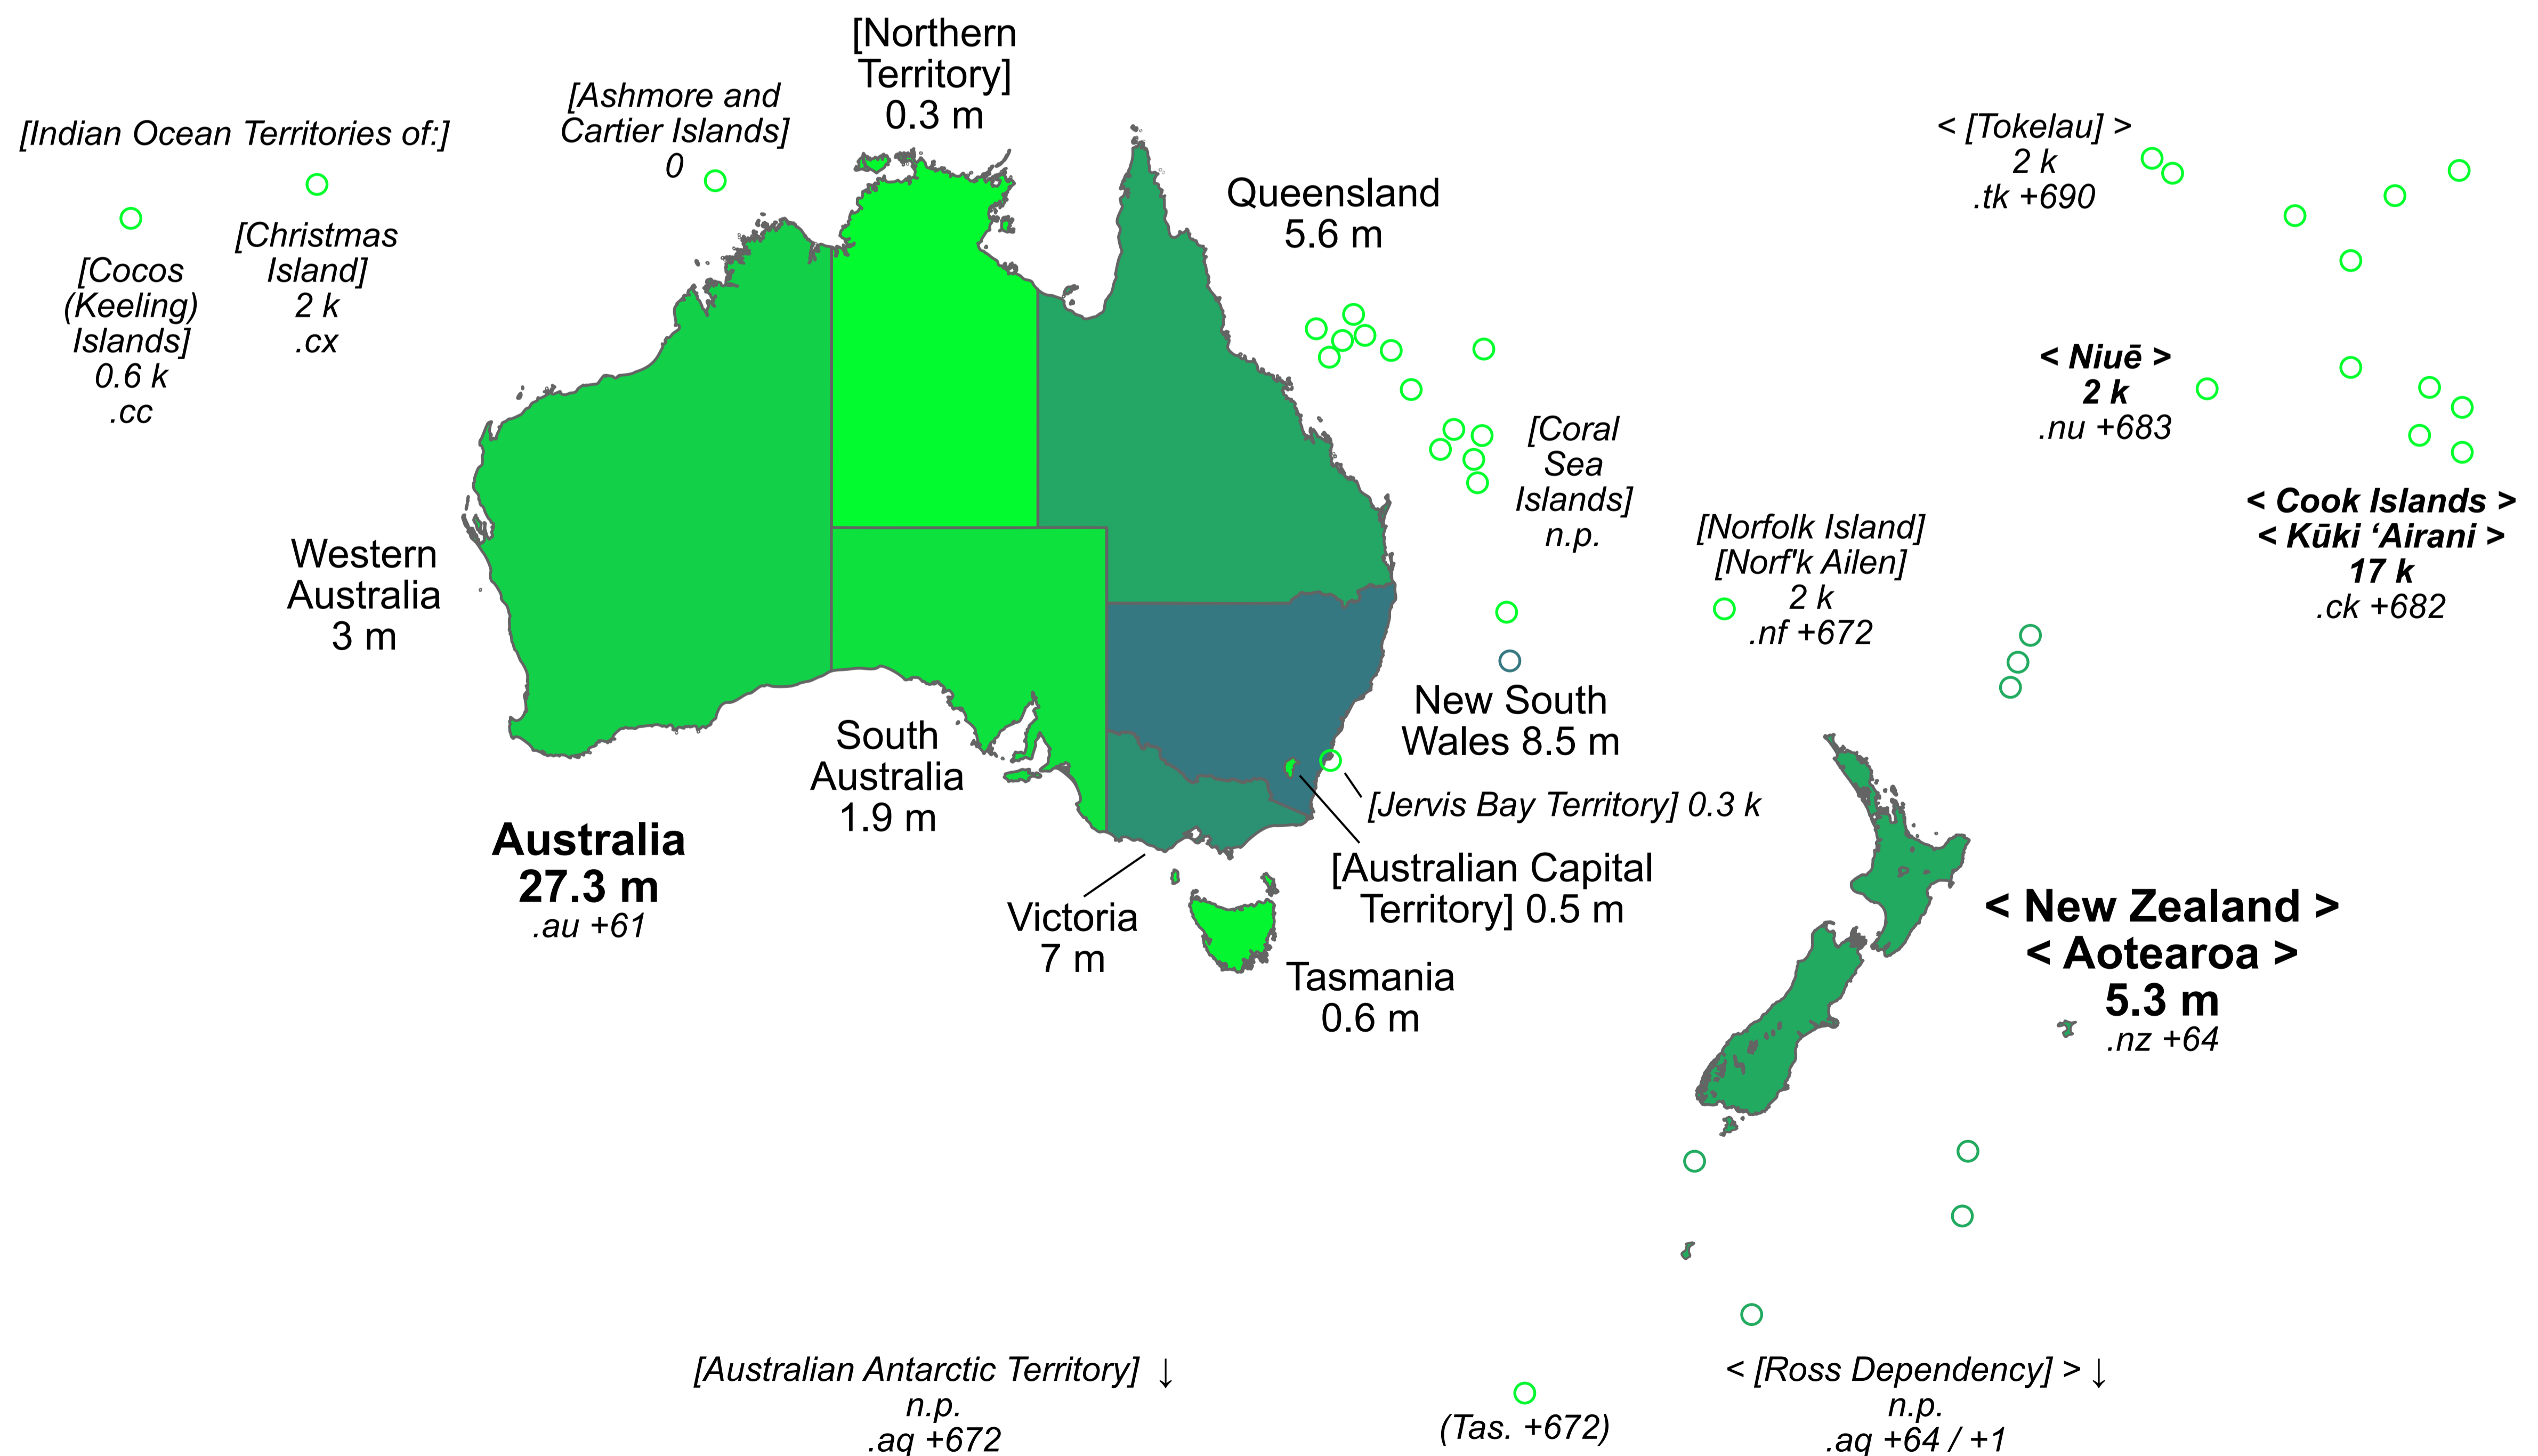 [Northern
Territory]
0.3 m
[Ashmore and
Cartier Islands]
0
[Indian Ocean Territories of:]
[Cocos
(Keeling)
Islands]
0.6 k
.cc
[Christmas
Island]
2 k
.cx
Queensland
5.6 m
< [Tokelau] >
2 k
.tk +690
< Niuē >
2 k
.nu +683
[Coral
Sea
Islands]
n.p.
< Cook Islands >
< Kūki ‘Airani >
17 k
.ck +682
[Norfolk Island]
[Norf'k Ailen]
2 k
.nf +672
Western
Australia
3 m
South
Australia
1.9 m
New South
Wales 8.5 m
[Jervis Bay Territory] 0.3 k
[Australian Capital
Territory] 0.5 m
Australia
27.3 m
.au +61
Victoria
7 m
Tasmania
0.6 m
< New Zealand >
< Aotearoa >
5.3 m
.nz +64
[Australian Antarctic Territory] ↓
n.p.
.aq +672
(Tas. +672)
< [Ross Dependency] > ↓
n.p.
.aq +64 / +1